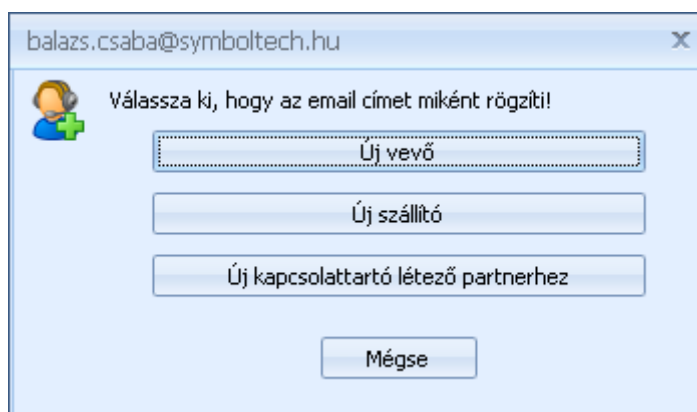 balazs.csaba@symboltech.hu
Válassza ki, hogy az email címet miként rögzíti!
Új vevő
Új szállító
Új kapcsolattartó létező partnerhez
Mégse